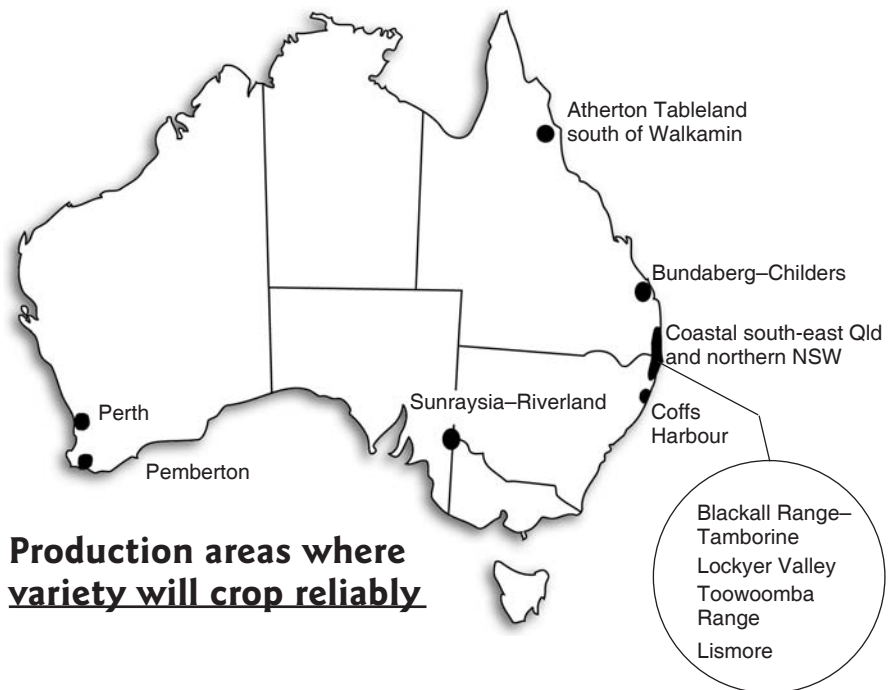 Atherton Tableland
south of Walkamin
Bundaberg–Childers
Coastal south-east Qld
and northern NSW
Sunraysia–Riverland
Perth
Coffs
Harbour
Pemberton
Blackall Range–
Tamborine
Lockyer Valley
Toowoomba
Range
Lismore
Production areas where
variety will crop reliably